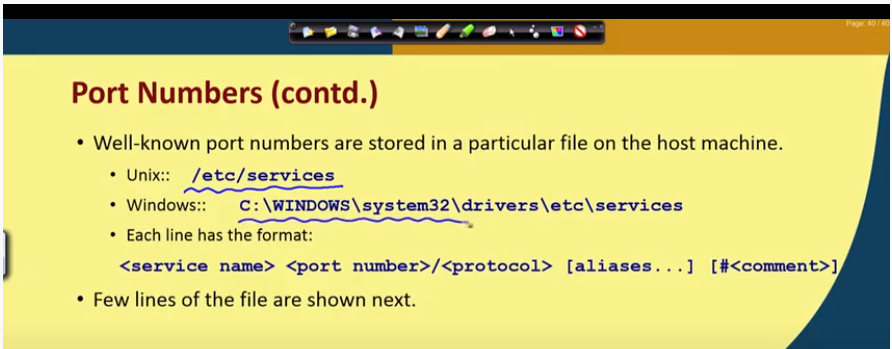 Page: 40 / 40
Port Numbers (contd.)
• Well-known port numbers are stored in a particular file on the host machine.
• Unix:: /etc/services
• Windows:: C:\WINDOWS\system32\drivers\etc\services
• Each line has the format:
<service name> <port number>/<protocol> [aliases...] [#<comment>]
• Few lines of the file are shown next.